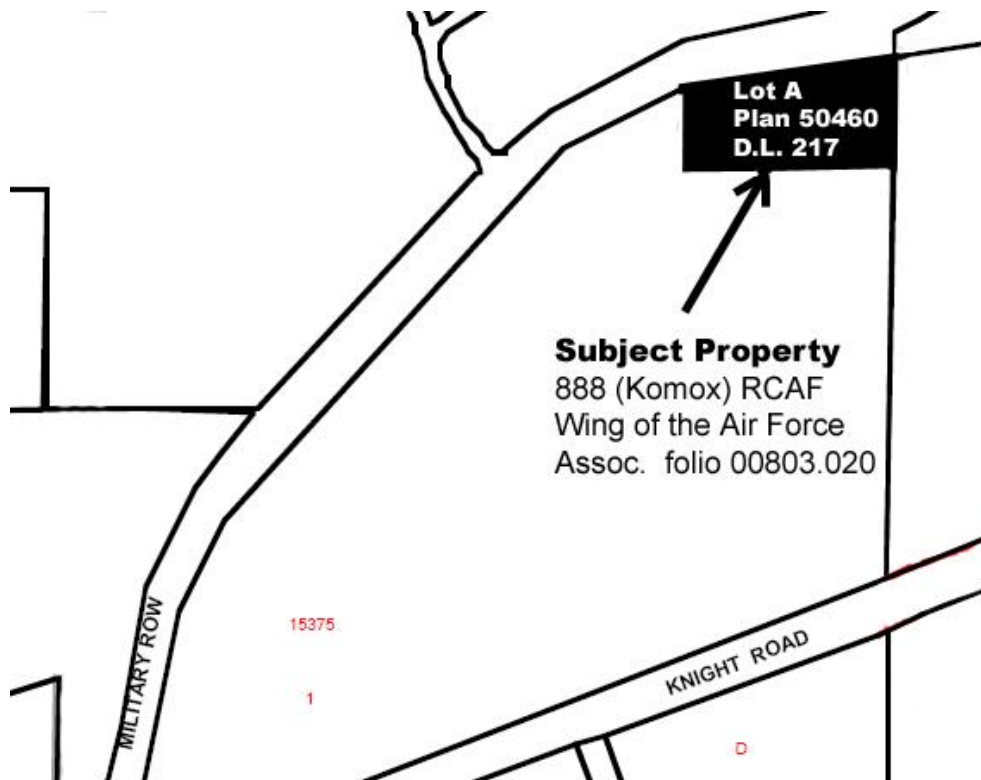 Lot A
Plan 50460
D.L. 217
Subject Property
888 (Komox) RCAF
Wing of the Air Force
Assoc. folio 00803.020
15375
MILITARY ROW
KNIGHT ROAD
1
D